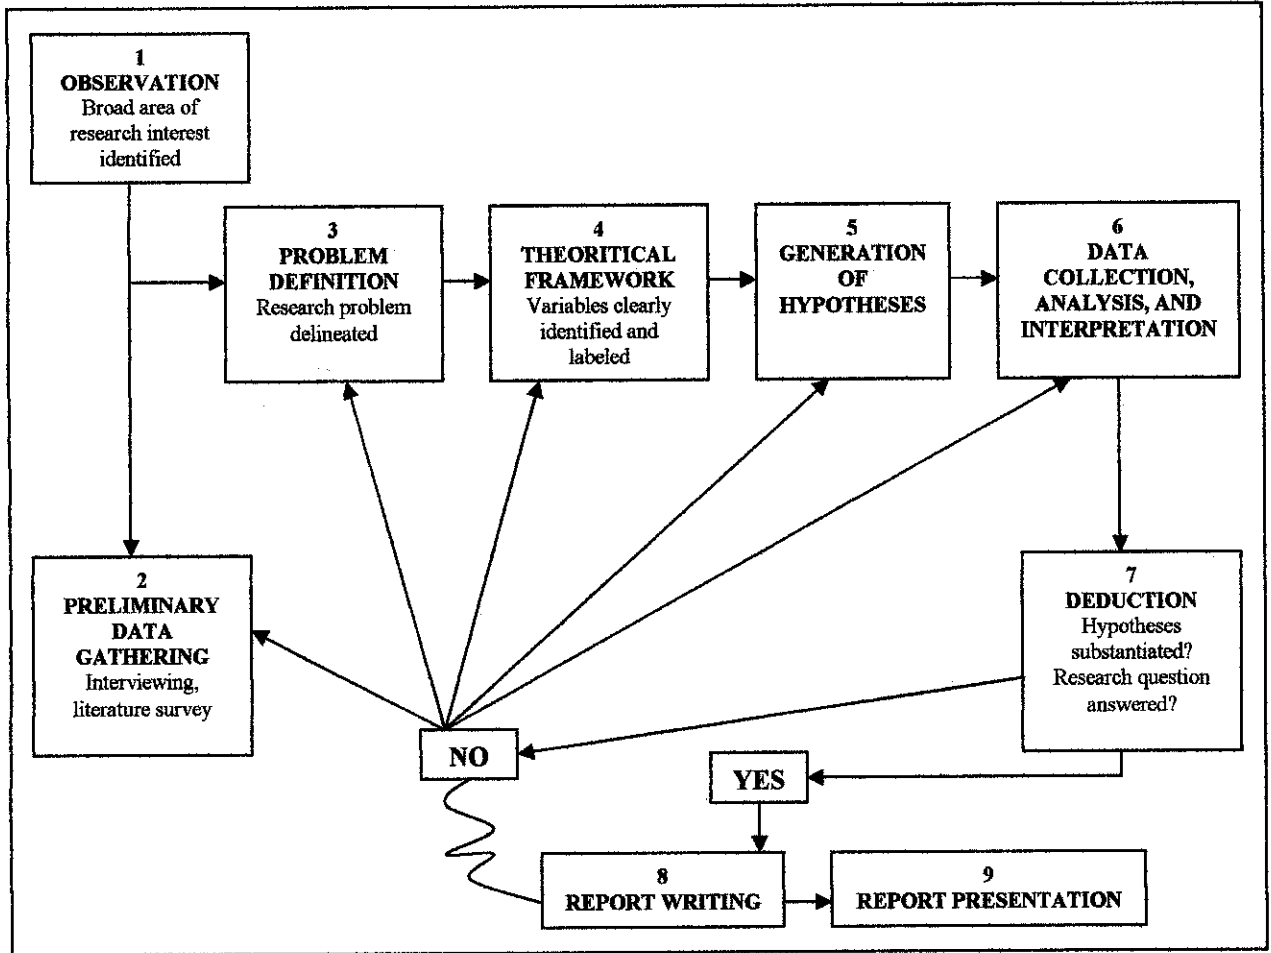 1
OBSERVATION
Broad area of
research interest
identified
3
PROBLEM
DEFINITION
Research problem
delineated
4
THEORITICAL
FRAMEWORK
Variables clearly
identified and
labeled
5
GENERATION
OF
HYPOTHESES
6
DATA
COLLECTION,
ANALYSIS, AND
INTERPRETATION
2
PRELIMINARY
DATA
GATHERING
Interviewing,
literature survey
7
DEDUCTION
Hypotheses
substantiated?
Research question
answered?
NO
YES
8
REPORT WRITING
9
REPORT PRESENTATION